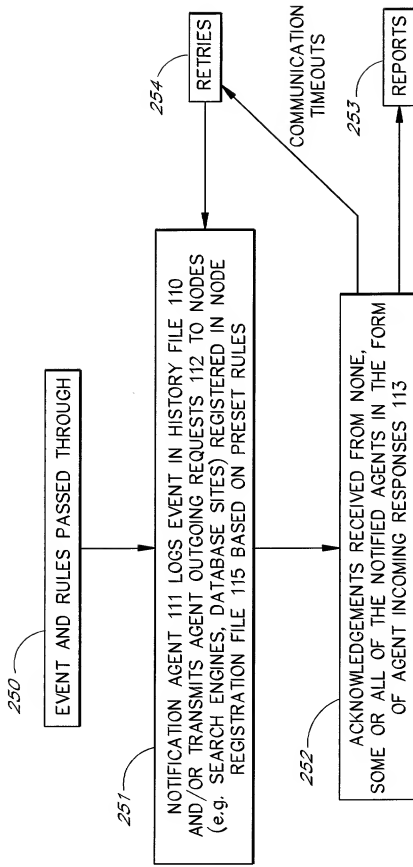 250
EVENT AND RULES PASSED THROUGH
254
RETRIES
251
NOTIFICATION AGENT 111 LOGS EVENT IN HISTORY FILE 110
AND/OR TRANSMITS AGENT OUTGOING REQUESTS 112 TO NODES
(e.g. SEARCH ENGINES, DATABASE SITES) REGISTERED IN NODE
REGISTRATION FILE 115 BASED ON PRESET RULES
COMMUNICATION
TIMEOUTS
252
ACKNOWLEDGEMENTS RECEIVED FROM NONE,
SOME OR ALL OF THE NOTIFIED AGENTS IN THE FORM
OF AGENT INCOMING RESPONSES 113
253
REPORTS